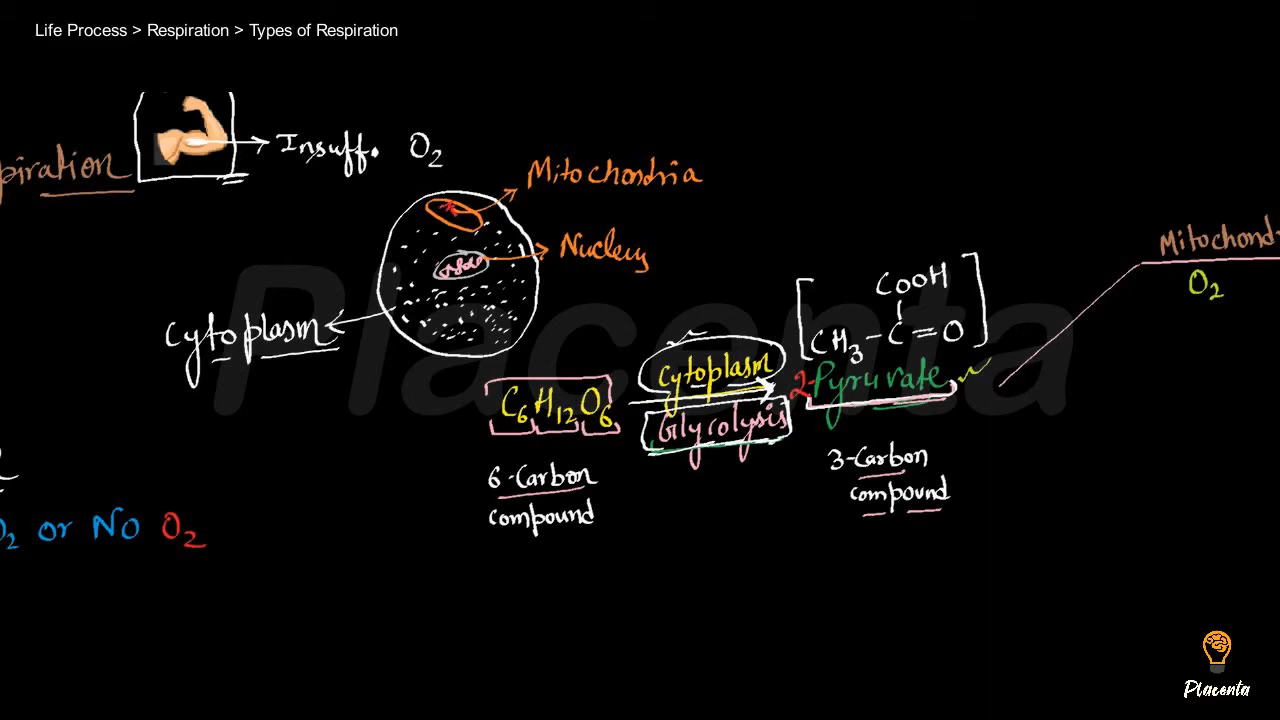 Life Process > Respiration > Types of Respiration
piration
Insuff. O2
Mitochondria
Nucleus
Cytoplasm
Mitochond
O2
COOH
CH3-C=O
Placenta
Cytoplasm
C6H12O6
2-Pyruvate
Glycolysis
6-Carbon
compound
3-Carbon
compound
O2 or No O2
Placenta